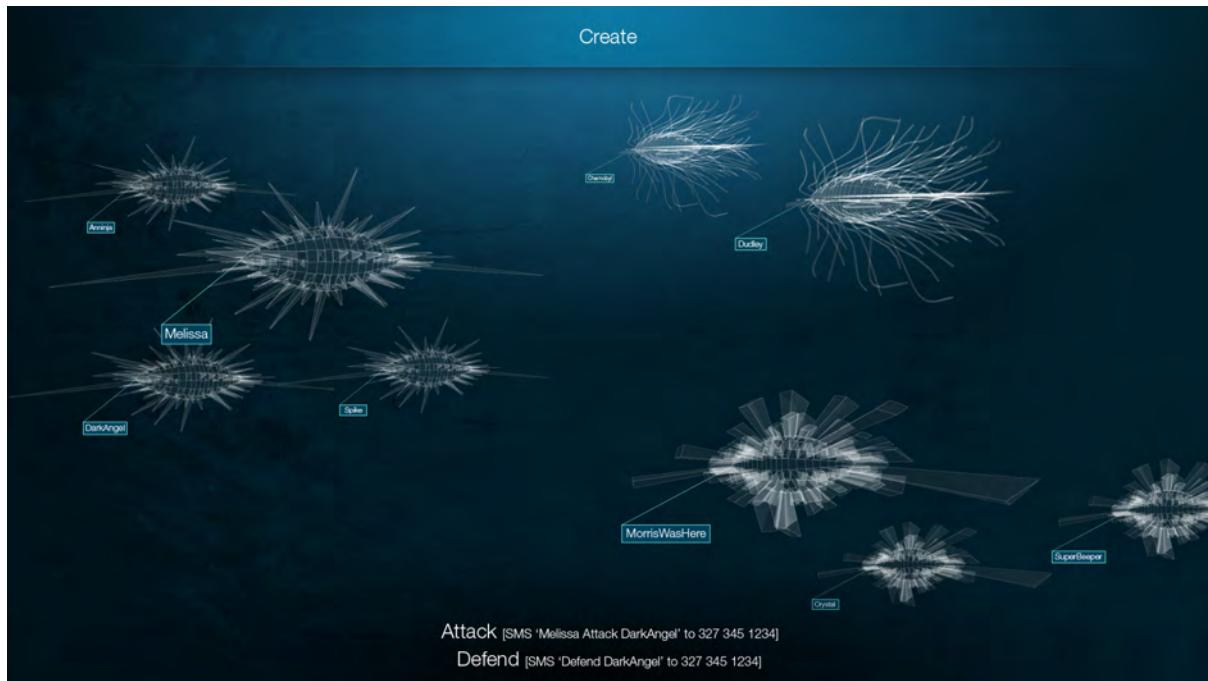 Create
Chernobyl
Anninja
Dudley
Melissa
Spike
DarkAngel
MorrisWasHere
SuperBeeper
Crystal
Attack [SMS 'Melissa Attack DarkAngel' to 327 345 1234]
Defend [SMS 'Defend DarkAngel' to 327 345 1234]